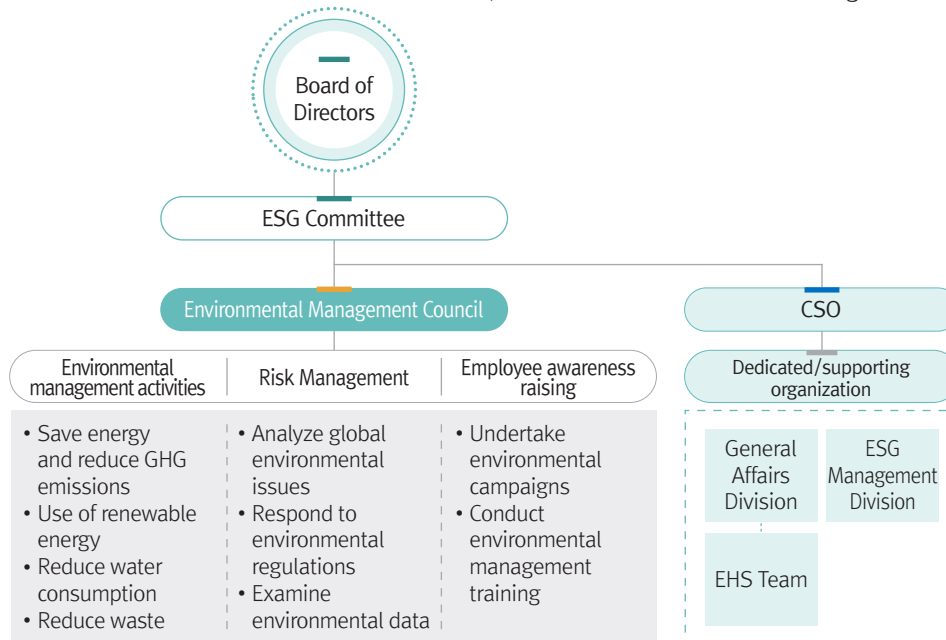 Board of
Directors
ESG Committee
Environmental Management Council
CSO
Environmental
management activities
Risk Management
Employee awareness
raising
Dedicated/supporting
organization
• Save energy
and reduce GHG
emissions
• Use of renewable
energy
• Reduce water
consumption
• Reduce waste
• Analyze global
environmental
issues
• Respond to
environmental
regulations
• Examine
environmental data
• Undertake
environmental
campaigns
• Conduct
environmental
management
training
General
Affairs
Division
ESG
Management
Division
EHS Team